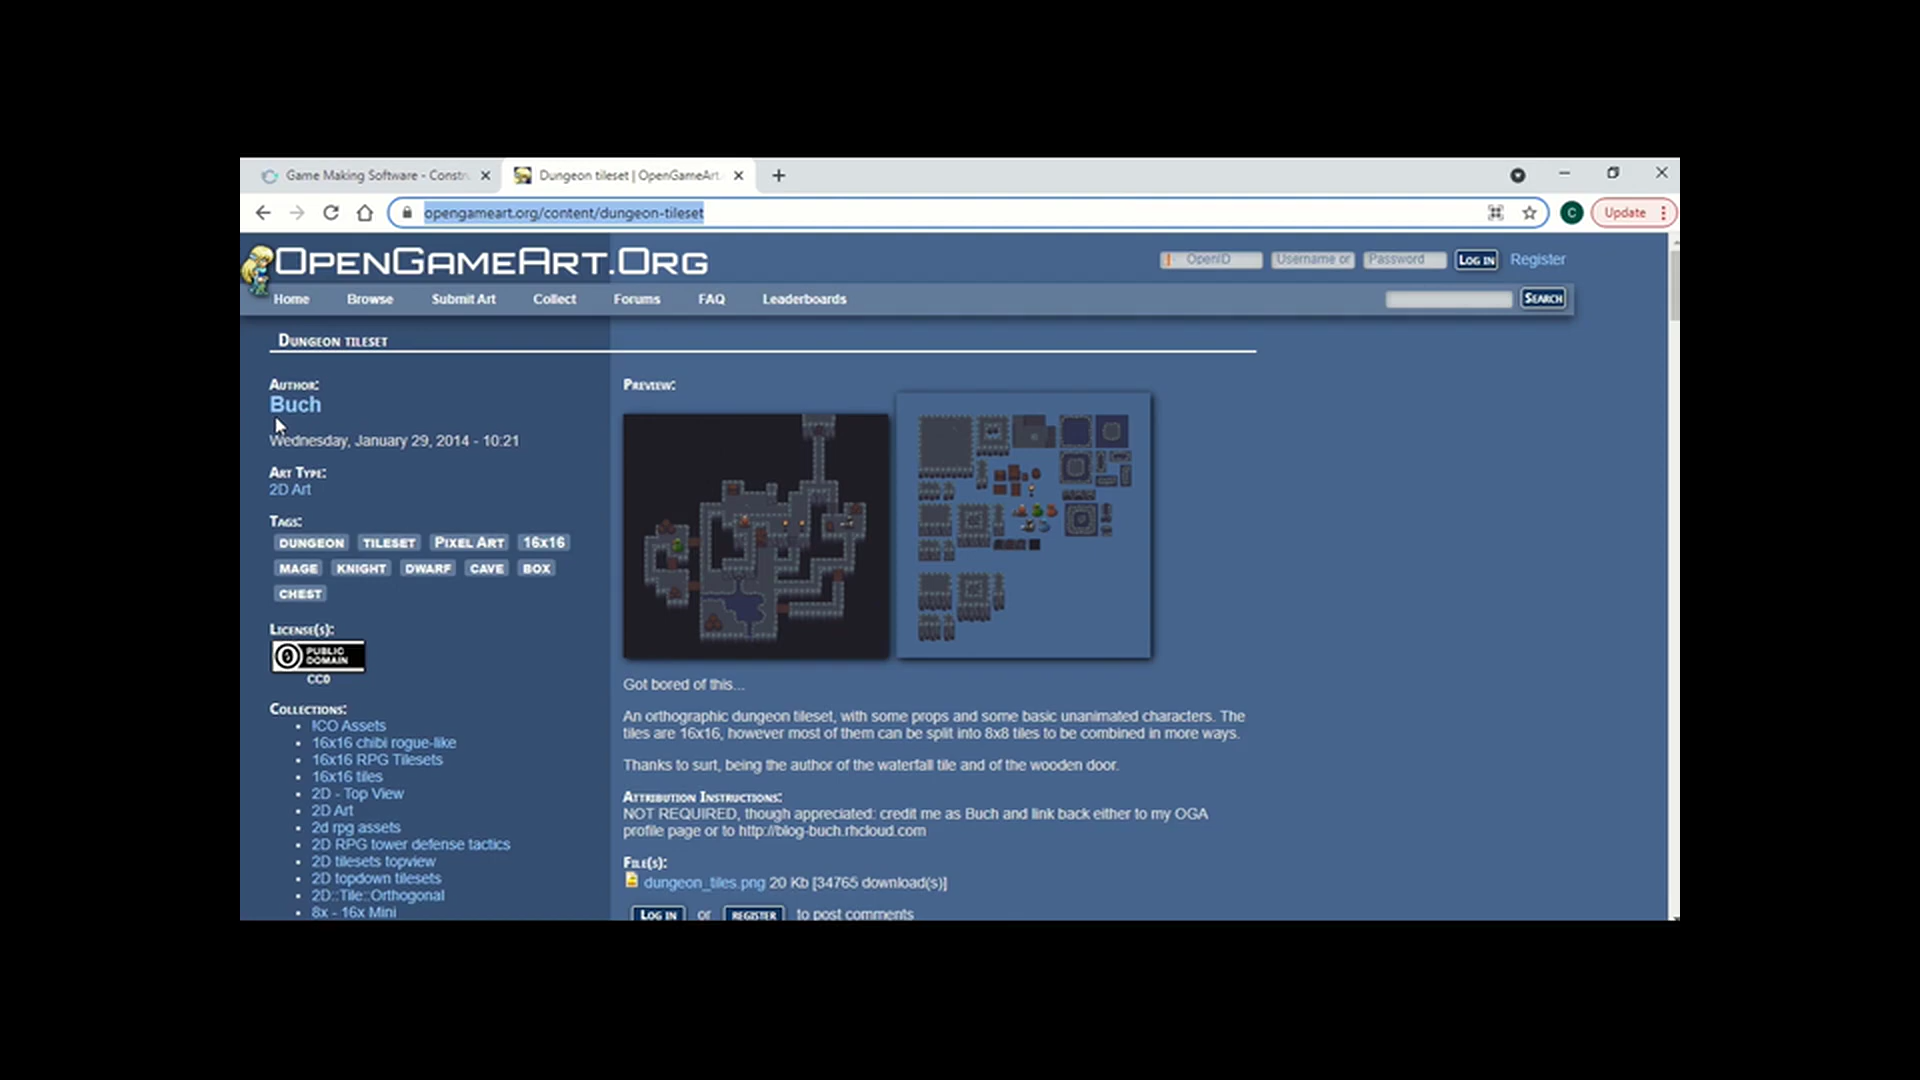 Game Making Software - Constr
Dungeon tileset | OpenGameArt.
opengameart.org/content/dungeon-tileset
C
Update
OpenGameArt.Org
OpenID
Username or
Password
Log in
Register
Home
Browse
Submit Art
Collect
Forums
FAQ
Leaderboards
Search
Dungeon tileset
Author:
Buch
Wednesday, January 29, 2014 - 10:21
Art Type:
2D Art
Tags:
DUNGEON TILESET PIXEL ART 16X16
MAGE KNIGHT DWARF CAVE BOX
CHEST
License(s):
PUBLIC
DOMAIN
CC0
Collections:
ICO Assets
16x16 chibi rogue-like
16x16 RPG Tilesets
16x16 tiles
2D - Top View
2D Art
2d rpg assets
2D RPG tower defense tactics
2D tilesets topview
2D topdown tilesets
2D::Tile::Orthogonal
8x - 16x Mini
Preview:
Got bored of this...
An orthographic dungeon tileset, with some props and some basic unanimated characters. The
tiles are 16x16, however most of them can be split into 8x8 tiles to be combined in more ways.
Thanks to surt, being the author of the waterfall tile and of the wooden door.
Attribution Instructions:
NOT REQUIRED, though appreciated: credit me as Buch and link back either to my OGA
profile page or to http://blog-buch.rhcloud.com
File(s):
dungeon_tiles.png 20 Kb [34765 download(s)]
Log in or register to post comments